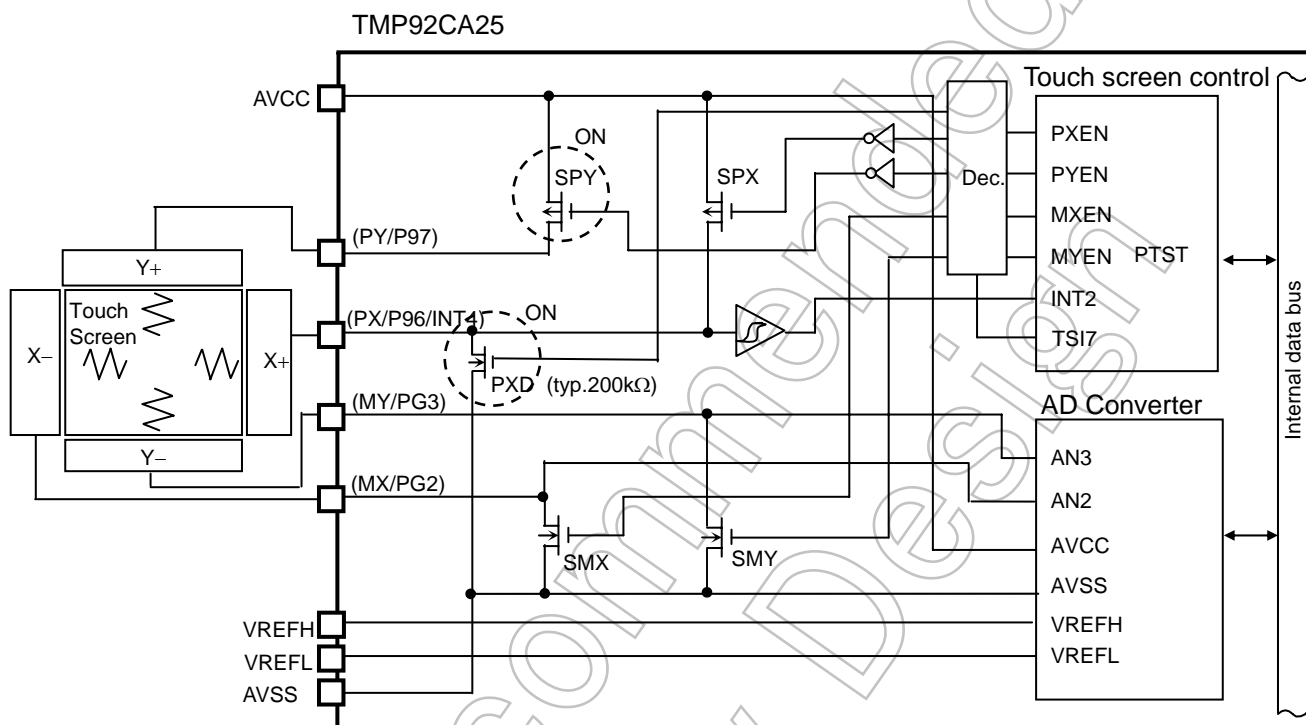 TMP92CA25
AVCC
ON
SPY
SPX
Dec.
Touch screen control
PXEN
PYEN
MXEN
MYEN
PTST
INT2
TSI7
(PY/P97)
(PX/P96/INT4)
ON
PXD
(typ.200kΩ)
Y+
Touch
Screen
X−
X+
Y−
(MY/PG3)
(MX/PG2)
SMX
SMY
AD Converter
AN3
AN2
AVCC
AVSS
VREFH
VREFL
VREFH
VREFL
AVSS
Internal data bus
ommended
Design